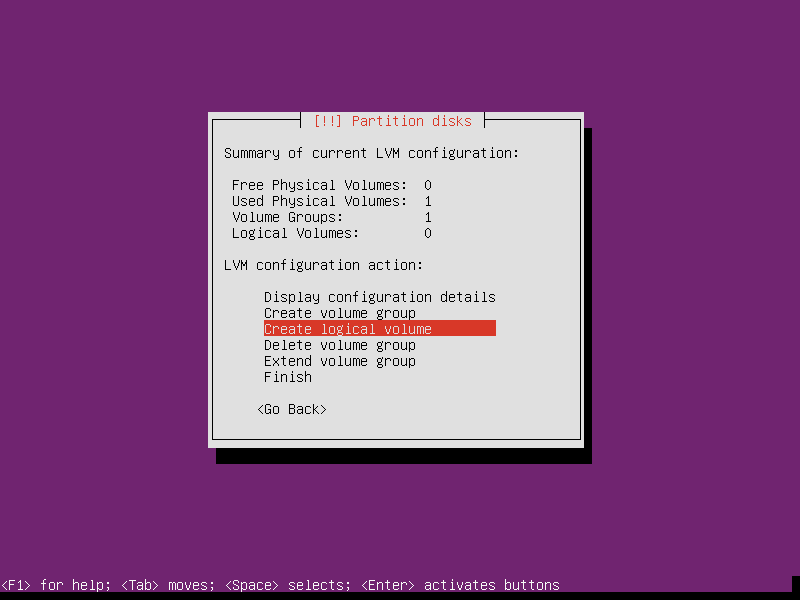 [!!] Partition disks
Summary of current LVM configuration:
Free Physical Volumes: 0
Used Physical Volumes: 1
Volume Groups: 1
Logical Volumes: 0
LVM configuration action:
Display configuration details
Create volume group
Create logical volume
Delete volume group
Extend volume group
Finish
<Go Back>
<F1> for help; <Tab> moves; <Space> selects; <Enter> activates buttons